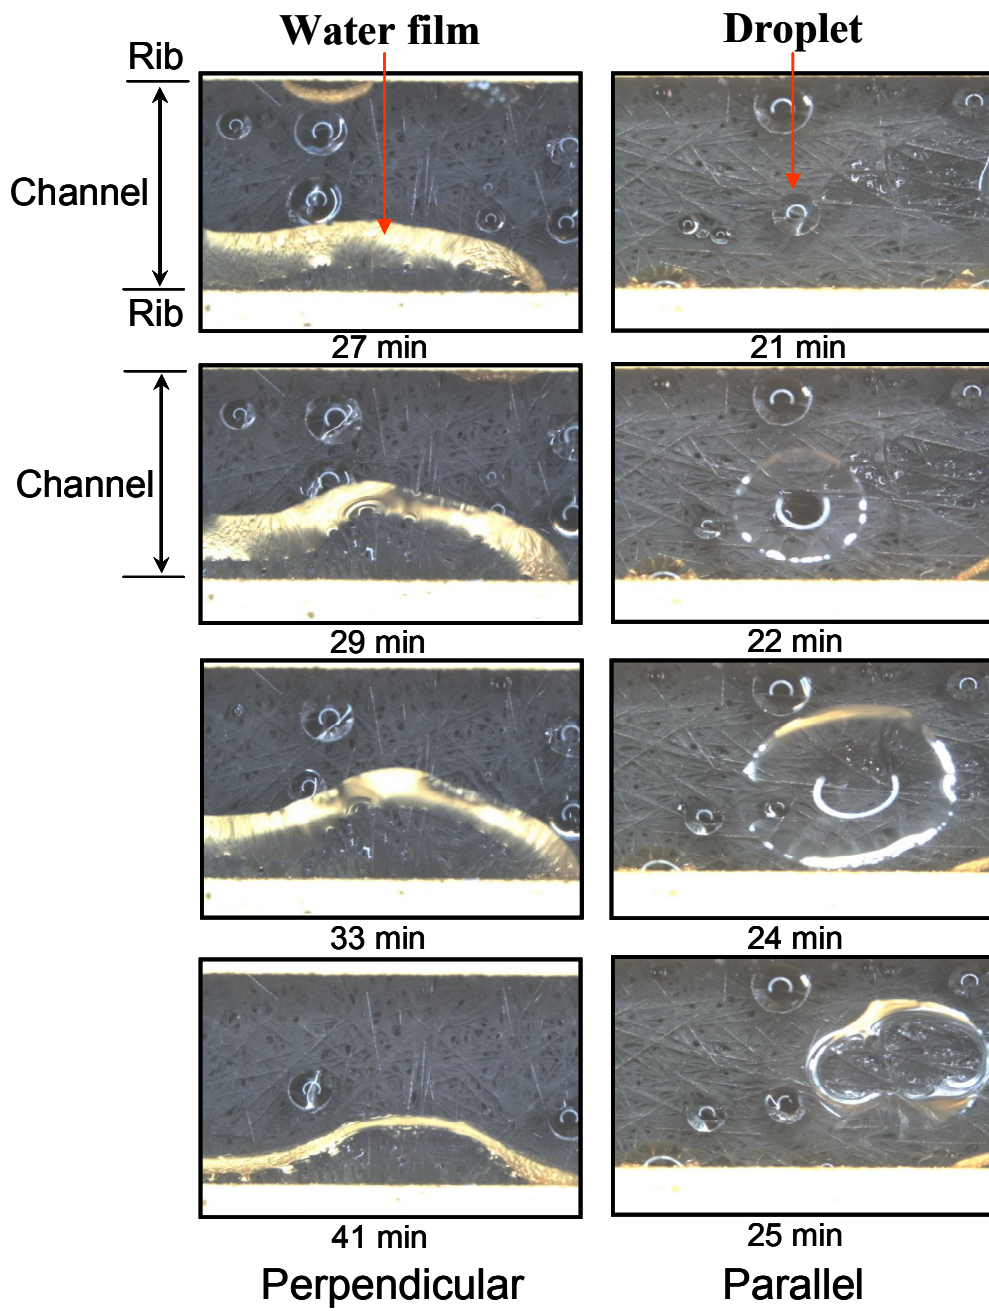 Water film
Droplet
Rib
Channel
Rib
27 min
21 min
Channel
29 min
22 min
33 min
24 min
41 min
25 min
Perpendicular
Parallel